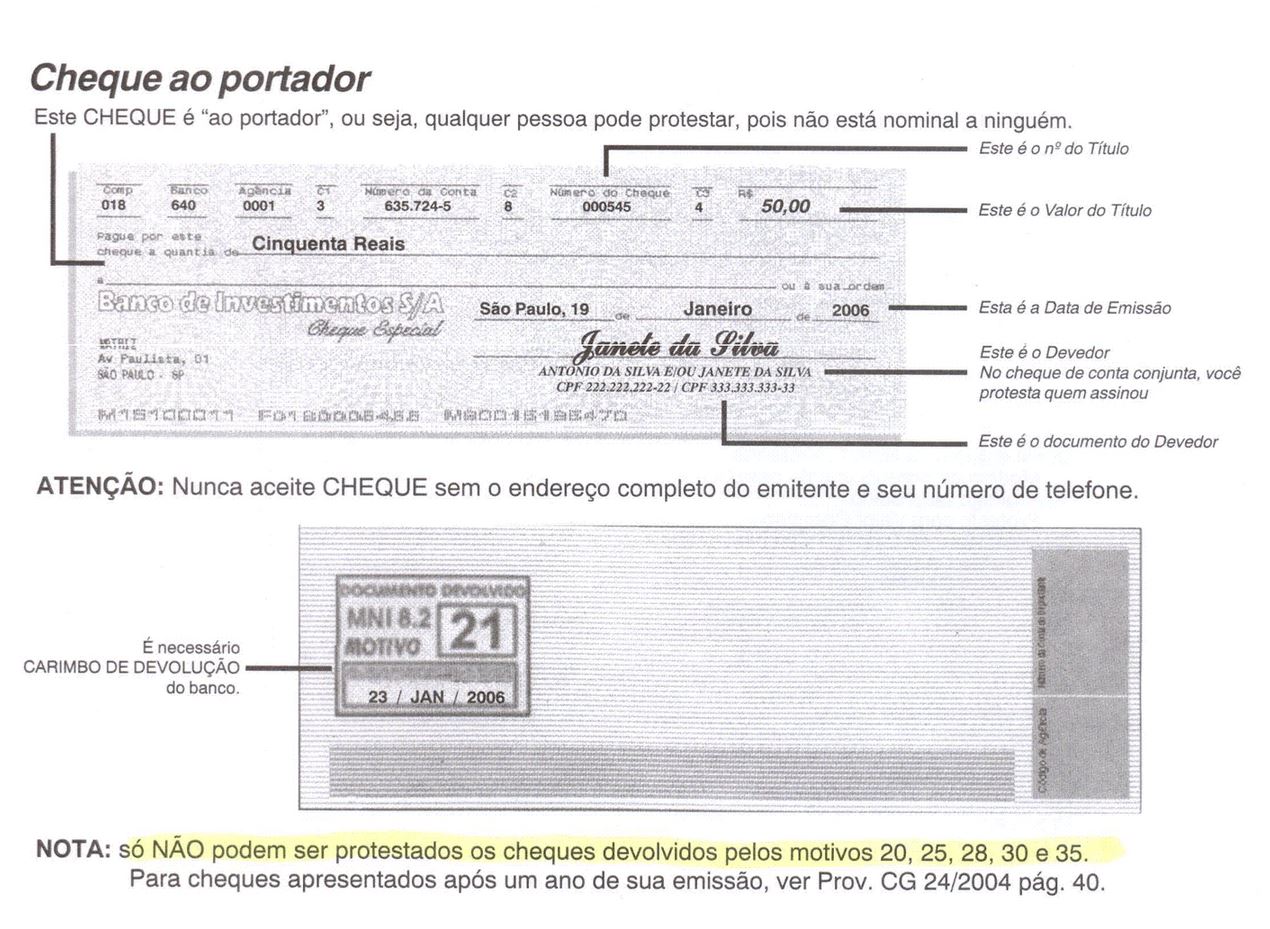 Cheque ao portador
Este CHEQUE é “ao portador”, ou seja, qualquer pessoa pode protestar, pois não está nominal a ninguém.
Este é o nº do Título
Comp Banco Agência C1 Número da Conta C2 Número do Cheque C3 R$
018 640 0001 3 635.724-5 8 000545 4 50,00
Este é o Valor do Título
Pague por este
cheque a quantia de Cinquenta Reais
a ou à sua ordem
Banco de Investimentos S/A
Cheque Especial
São Paulo, 19 de Janeiro de 2006
Esta é a Data de Emissão
Janete da Silva
MATRIZ
Av Paulista, 01
SÃO PAULO - SP
ANTONIO DA SILVA E/OU JANETE DA SILVA
CPF 222.222.222-22 / CPF 333.333.333-33
Este é o Devedor
No cheque de conta conjunta, você
protesta quem assinou
Este é o documento do Devedor
ATENÇÃO: Nunca aceite CHEQUE sem o endereço completo do emitente e seu número de telefone.
DOCUMENTO DEVOLVIDO
MNI 8.2
MOTIVO
21
23 / JAN / 2006
É necessário
CARIMBO DE DEVOLUÇÃO
do banco.
Código de Agência
NOTA: só NÃO podem ser protestados os cheques devolvidos pelos motivos 20, 25, 28, 30 e 35.
Para cheques apresentados após um ano de sua emissão, ver Prov. CG 24/2004 pág. 40.